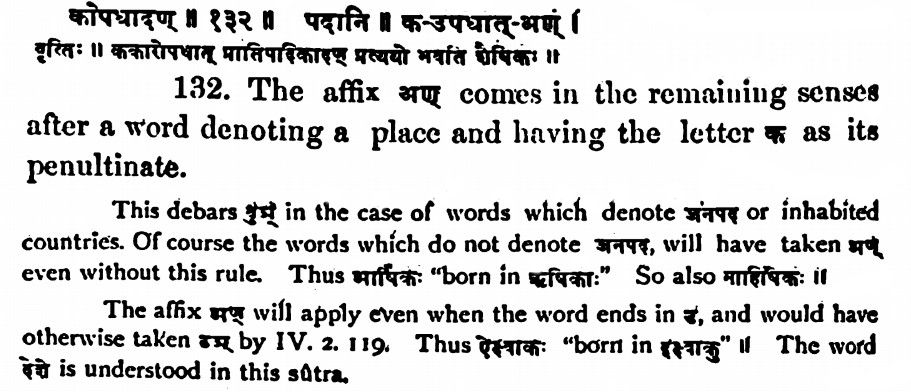 कोपधादण् ॥ १३२ ॥ पदानि ॥ क-उपधात्-अण् ।
वृत्तिः ॥ ककारोपधात् प्रातिपदिकादण् प्रत्ययो भवति शैषिकः ॥
132. The affix अण् comes in the remaining senses
after a word denoting a place and having the letter क as its
penultinate.
This debars वुञ् in the case of words which denote जनपद or inhabited
countries. Of course the words which do not denote जनपद, will have taken अण्
even without this rule. Thus आर्षिकः "born in ऋषिकाः" So also माहिषिकः ॥
The affix अण् will apply even when the word ends in उ, and would have
otherwise taken ठञ् by IV. 2. 119. Thus ऐक्ष्वाकः "born in इक्ष्वाकु" ॥ The word
देशे is understood in this sûtra.